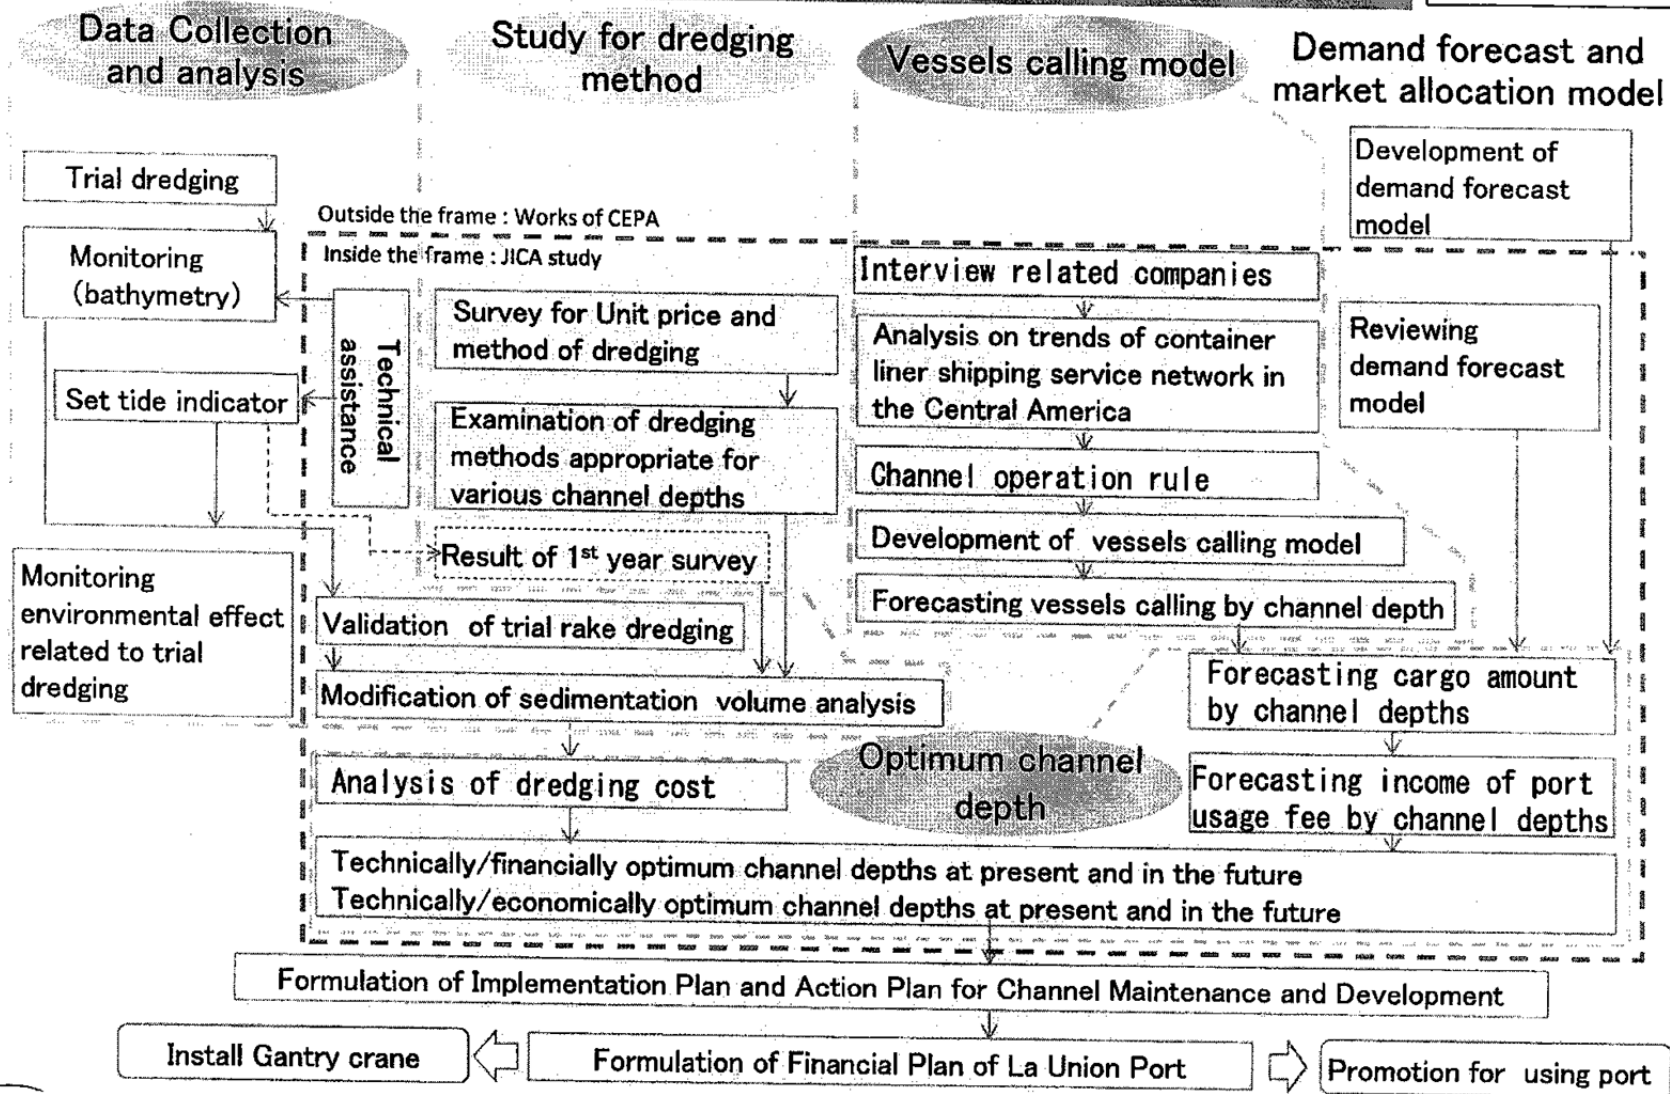 Data Collection
and analysis
Study for dredging
method
Vessels calling model
Demand forecast and
market allocation model
Trial dredging
Monitoring
(bathymetry)
Set tide indicator
Monitoring
environmental effect
related to trial
dredging
Outside the frame : Works of CEPA
Inside the frame : JICA study
Technical
assistance
Survey for Unit price and
method of dredging
Examination of dredging
methods appropriate for
various channel depths
Result of 1st year survey
Validation of trial rake dredging
Modification of sedimentation volume analysis
Analysis of dredging cost
Interview related companies
Analysis on trends of container
liner shipping service network in
the Central America
Channel operation rule
Development of vessels calling model
Forecasting vessels calling by channel depth
Development of
demand forecast
model
Reviewing
demand forecast
model
Forecasting cargo amount
by channel depths
Optimum channel
depth
Forecasting income of port
usage fee by channel depths
Technically/financially optimum channel depths at present and in the future
Technically/economically optimum channel depths at present and in the future
Formulation of Implementation Plan and Action Plan for Channel Maintenance and Development
Install Gantry crane
Formulation of Financial Plan of La Union Port
Promotion for using port